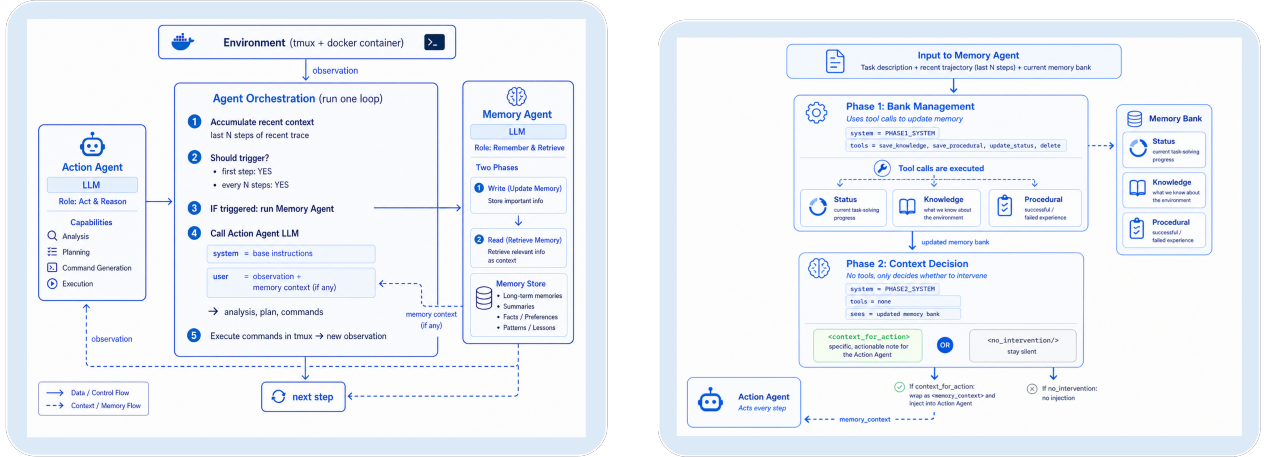 Environment (tmux + docker container)
observation
Action Agent
LLM
Role: Act & Reason
Capabilities
Analysis
Planning
Command Generation
Execution
Agent Orchestration (run one loop)
1 Accumulate recent context
last N steps of recent trace
2 Should trigger?
• first step: YES
• every N steps: YES
3 IF triggered: run Memory Agent
4 Call Action Agent LLM
system = base instructions
user = observation +
memory context (if any)
→ analysis, plan, commands
5 Execute commands in tmux → new observation
Memory Agent
LLM
Role: Remember & Retrieve
Two Phases
1 Write (Update Memory)
Store important info
2 Read (Retrieve Memory)
Retrieve relevant info
as context
Memory Store
• Long-term memories
• Summaries
• Facts / Preferences
• Patterns / Lessons
memory context
(if any)
observation
next step
Data / Control Flow
Context / Memory Flow
Input to Memory Agent
Task description + recent trajectory (last N steps) + current memory bank
Phase 1: Bank Management
Uses tool calls to update memory
system = PHASE1_SYSTEM
tools = save_knowledge, save_procedural, update_status, delete
Tool calls are executed
Status
current task-solving
progress
Knowledge
what we know about
the environment
Procedural
successful /
failed experience
Memory Bank
Status
current task-solving
progress
Knowledge
what we know about
the environment
Procedural
successful /
failed experience
updated memory bank
Phase 2: Context Decision
No tools, only decides whether to intervene
system = PHASE2_SYSTEM
tools = none
sees = updated memory bank
<context_for_action>
specific, actionable note for
the Action Agent
OR
<no_intervention/>
stay silent
If context_for_action:
wrap as <memory_context> and
inject into Action Agent
If no_intervention:
no injection
Action Agent
Acts every step
memory_context